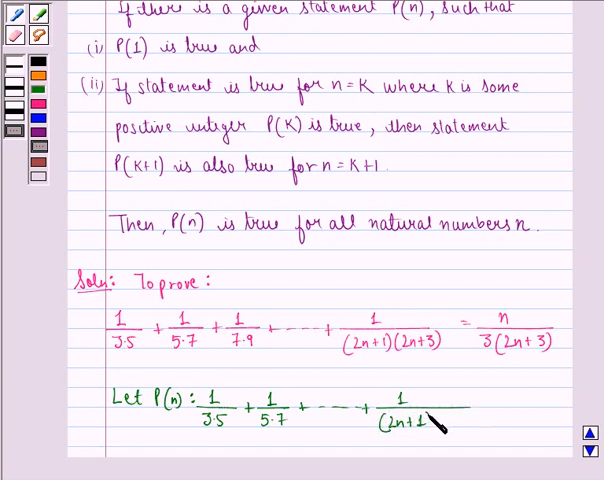 If there is a given statement P(n), such that
(i) P(1) is true and
(ii) If statement is true for n=K where K is some
positive integer P(K) is true, then statement
P(K+1) is also true for n=K+1.
Then, P(n) is true for all natural numbers n.
Soln: To prove:
1/3.5 + 1/5.7 + 1/7.9 + ---- + 1/(2n+1)(2n+3) = n/3(2n+3)
Let P(n): 1/3.5 + 1/5.7 + ---- + 1/(2n+1)